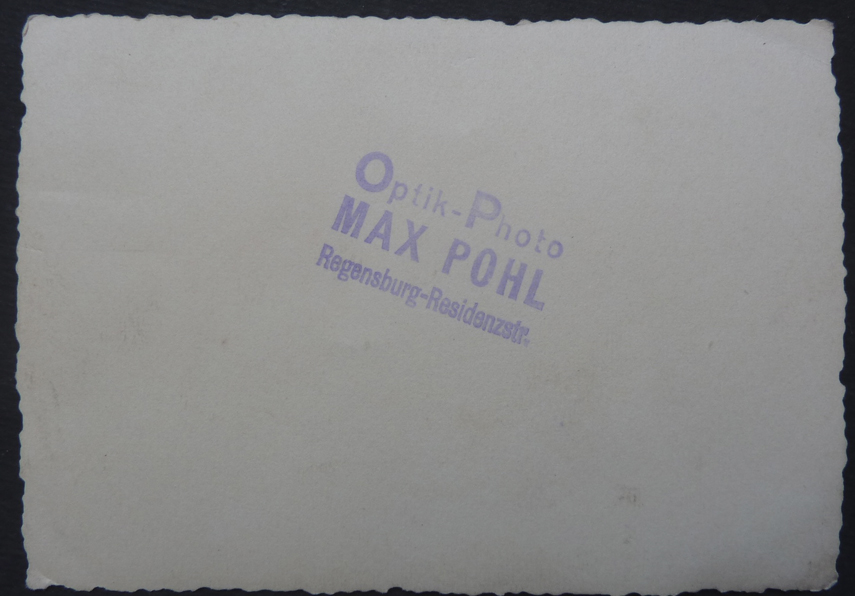 Optik-Photo
MAX POHL
Regensburg-Residenzstr.